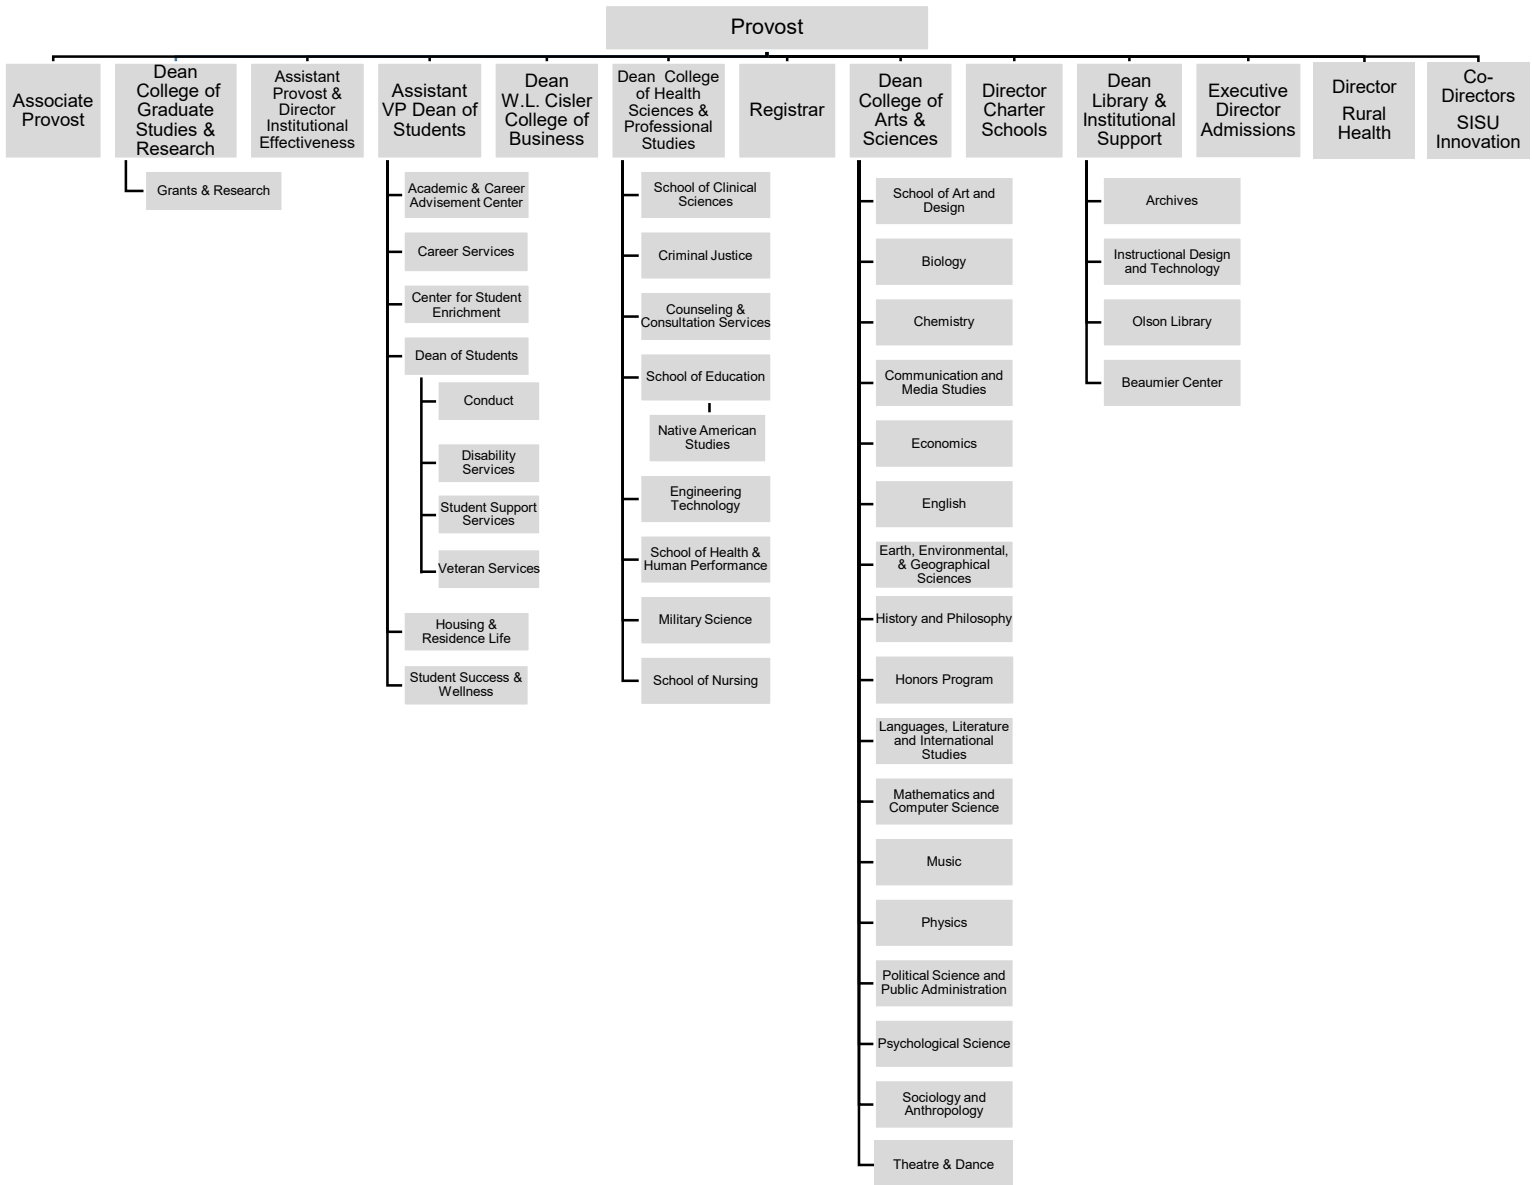 Provost
Associate
Provost
Dean
College of
Graduate
Studies &
Research
Assistant
Provost &
Director
Institutional
Effectiveness
Assistant
VP Dean of
Students
Dean
W.L. Cisler
College of
Business
Dean College
of Health
Sciences &
Professional
Studies
Registrar
Dean
College of
Arts &
Sciences
Director
Charter
Schools
Dean
Library &
Institutional
Support
Executive
Director
Admissions
Director
Rural
Health
Co-
Directors
SISU
Innovation
Grants & Research
Academic & Career
Advisement Center
Career Services
Center for Student
Enrichment
Dean of Students
Conduct
Disability
Services
Student Support
Services
Veteran Services
Housing &
Residence Life
Student Success &
Wellness
School of Clinical
Sciences
Criminal Justice
Counseling &
Consultation Services
School of Education
Native American
Studies
Engineering
Technology
School of Health &
Human Performance
Military Science
School of Nursing
School of Art and
Design
Biology
Chemistry
Communication and
Media Studies
Economics
English
Earth, Environmental,
& Geographical
Sciences
History and Philosophy
Honors Program
Languages, Literature
and International
Studies
Mathematics and
Computer Science
Music
Physics
Political Science and
Public Administration
Psychological Science
Sociology and
Anthropology
Theatre & Dance
Archives
Instructional Design
and Technology
Olson Library
Beaumier Center